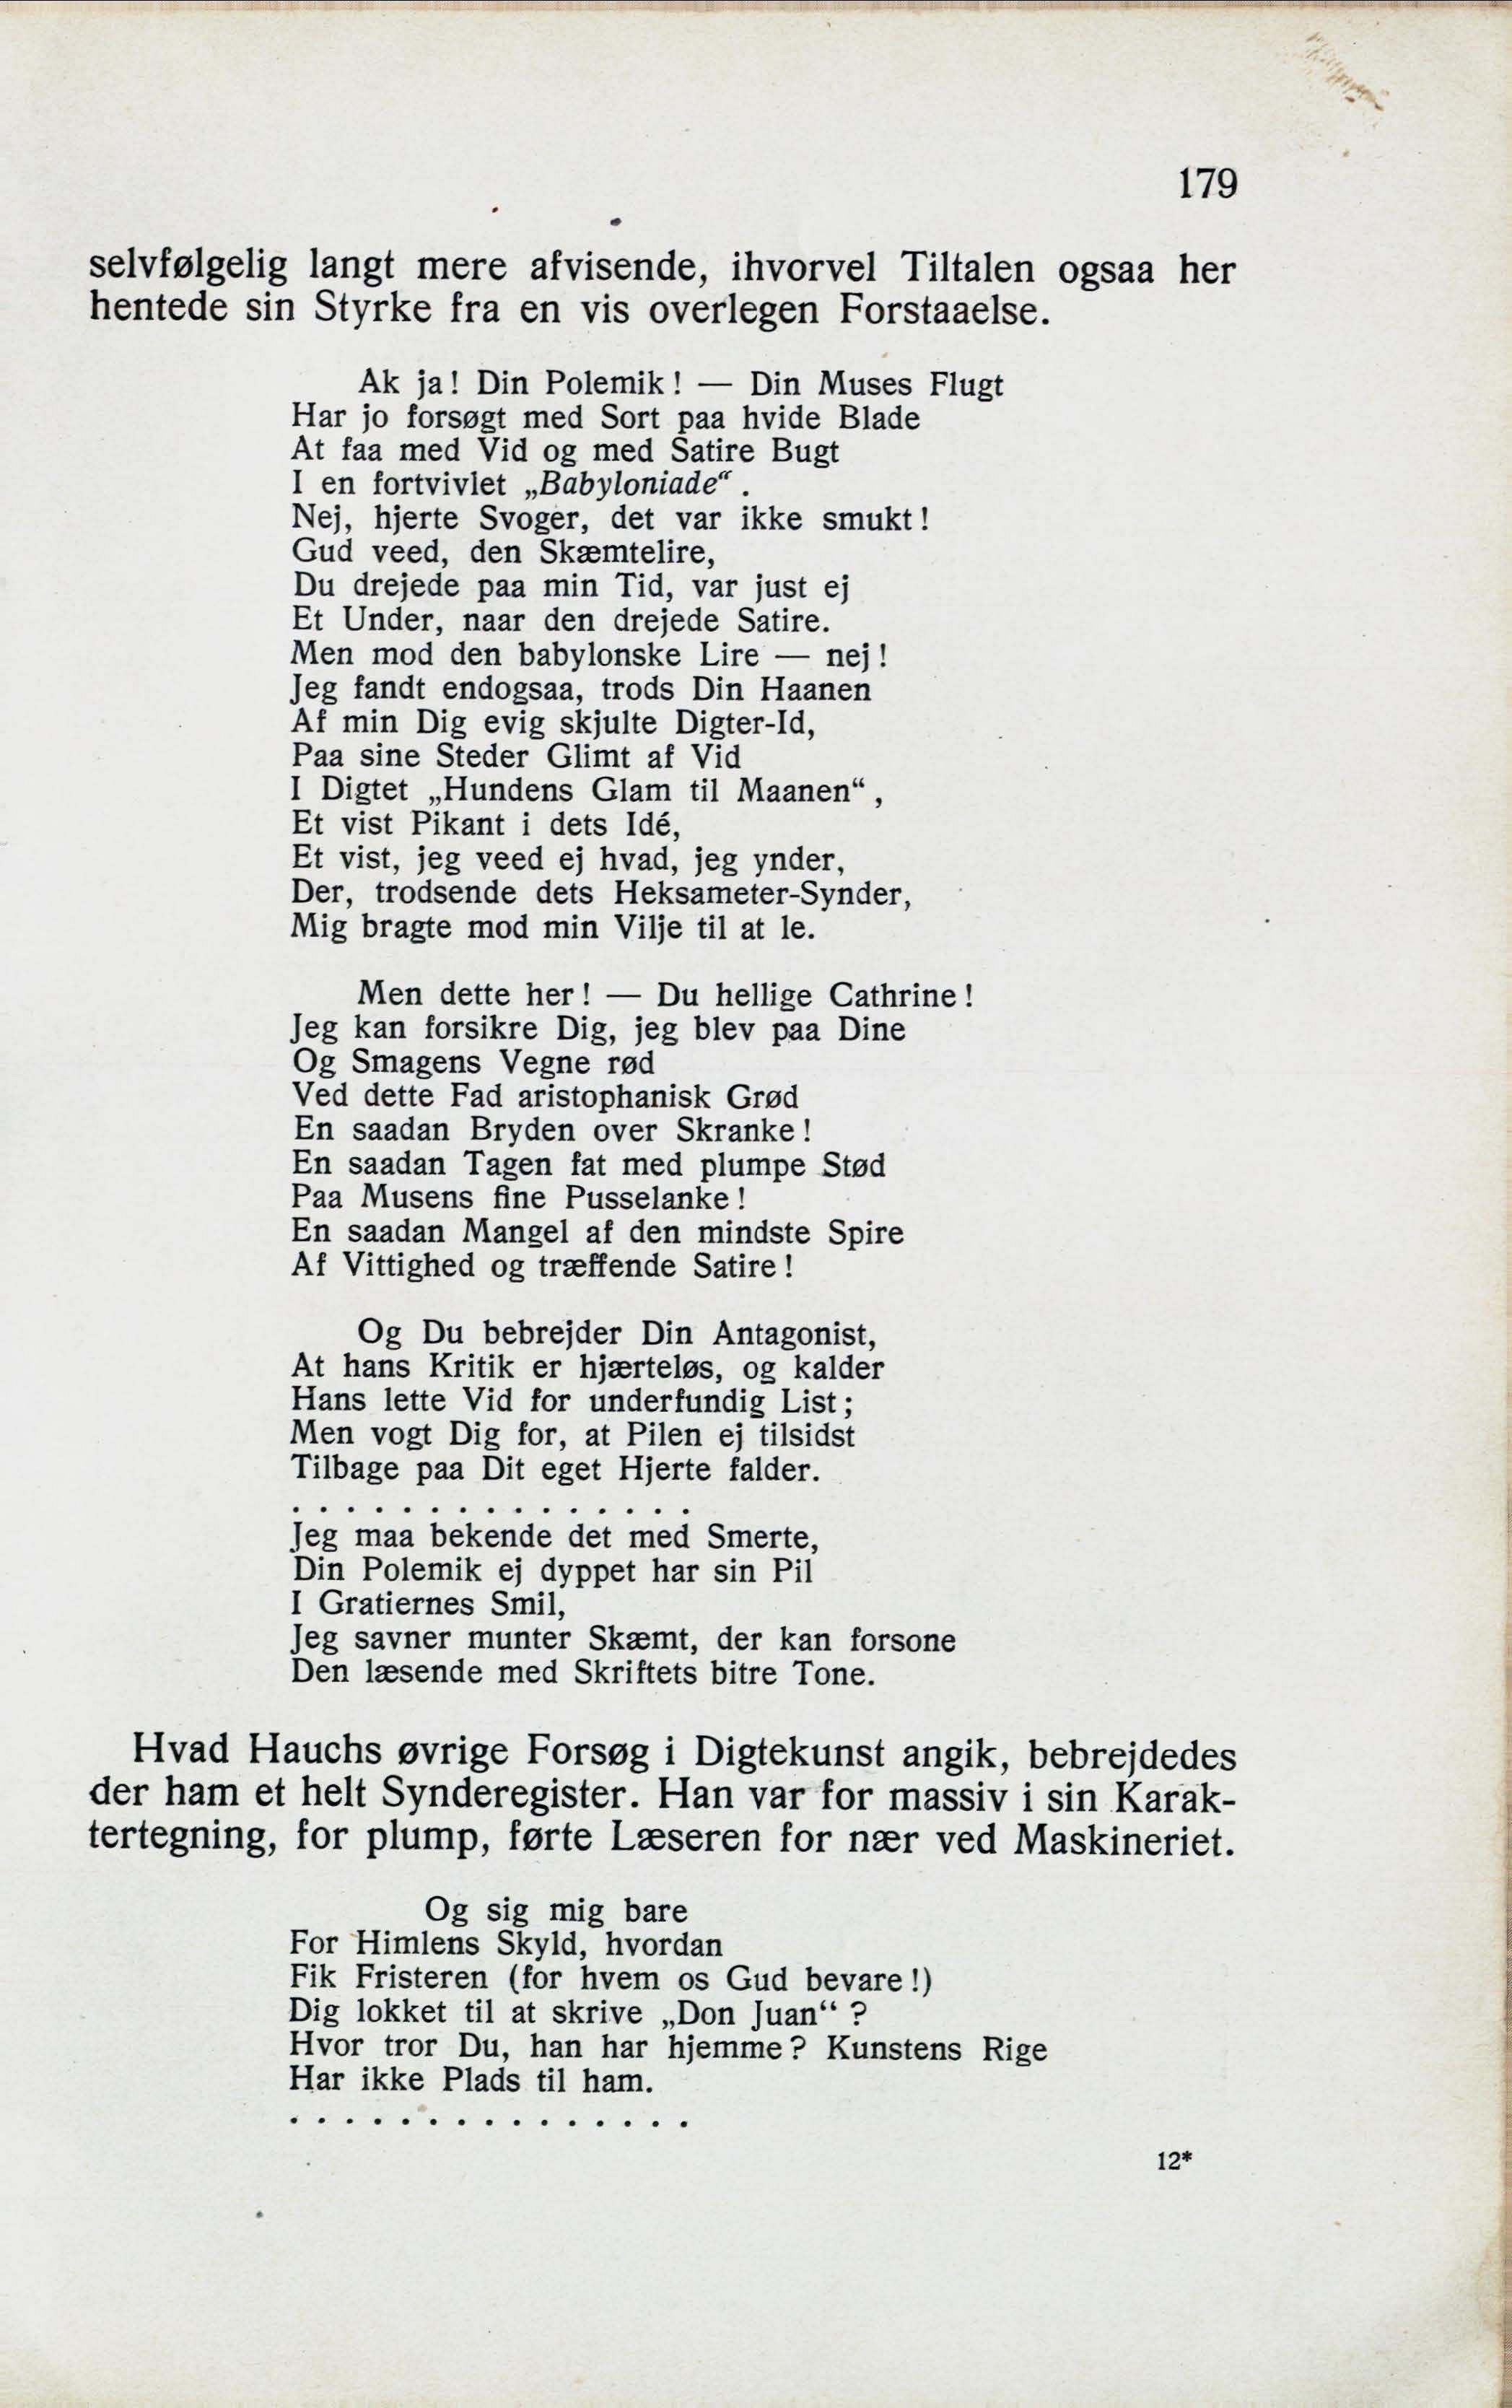 179
selvfølgelig langt mere afvisende, ihvorvel Tiltalen ogsaa her
hentede sin Styrke fra en vis overlegen Forstaaelse.
Ak ja! Din Polemik! — Din Muses Flugt
Har jo forsøgt med Sort paa hvide Blade
At faa med Vid og med Satire Bugt
I en fortvivlet „Babyloniade“.
Nej, hjerte Svoger, det var ikke smukt!
Gud veed, den Skæmtelire,
Du drejede paa min Tid, var just ej
Et Under, naar den drejede Satire.
Men mod den babylonske Lire — nej!
Jeg fandt endogsaa, trods Din Haanen
Af min Dig evig skjulte Digter-Id,
Paa sine Steder Glimt af Vid
I Digtet „Hundens Glam til Maanen“,
Et vist Pikant i dets Idé,
Et vist, jeg veed ej hvad, jeg ynder,
Der, trodsende dets Heksameter-Synder,
Mig bragte mod min Vilje til at le.
Men dette her! — Du hellige Cathrine!
Jeg kan forsikre Dig, jeg blev paa Dine
Og Smagens Vegne rød
Ved dette Fad aristophanisk Grød
En saadan Bryden over Skranke!
En saadan Tagen fat med plumpe Stød
Paa Musens fine Pusselanke!
En saadan Mangel af den mindste Spire
Af Vittighed og træffende Satire!
Og Du bebrejder Din Antagonist,
At hans Kritik er hjærteløs, og kalder
Hans lette Vid for underfundig List;
Men vogt Dig for, at Pilen ej tilsidst
Tilbage paa Dit eget Hjerte falder.
. . . . . . . . . . . . . . .
Jeg maa bekende det med Smerte,
Din Polemik ej dyppet har sin Pil
I Gratiernes Smil,
Jeg savner munter Skæmt, der kan forsone
Den læsende med Skriftets bitre Tone.
Hvad Hauchs øvrige Forsøg i Digtekunst angik, bebrejdedes
der ham et helt Synderegister. Han var for massiv i sin Karak-
tertegning, for plump, førte Læseren for nær ved Maskineriet.
Og sig mig bare
For Himlens Skyld, hvordan
Fik Fristeren (for hvem os Gud bevare!)
Dig lokket til at skrive „Don Juan“?
Hvor tror Du, han har hjemme? Kunstens Rige
Har ikke Plads til ham.
. . . . . . . . . . . . . . .
12*